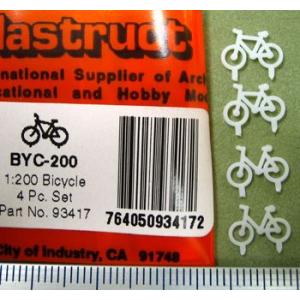 lastruct
national Supplier of Arc
cational and Hobby Mo
BYC-200
1:200 Bicycle
4 Pc. Set
Part No. 93417
764050934172
City of Industry, CA 91748